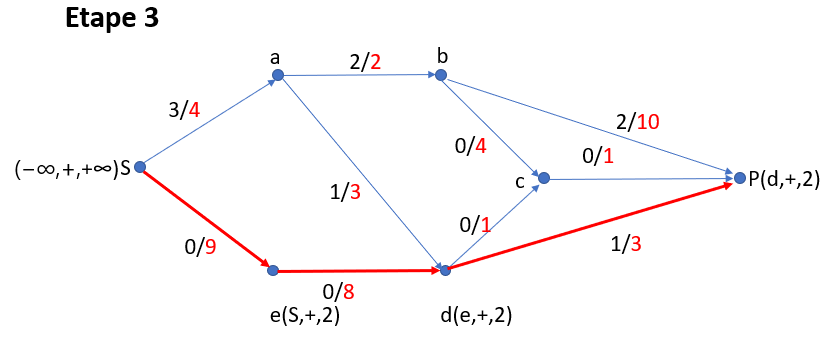 Etape 3
a
b
2/2
3/4
2/10
0/4
0/1
(−∞,+,+∞)S
c
P(d,+,2)
1/3
0/1
0/9
1/3
0/8
e(S,+,2)
d(e,+,2)